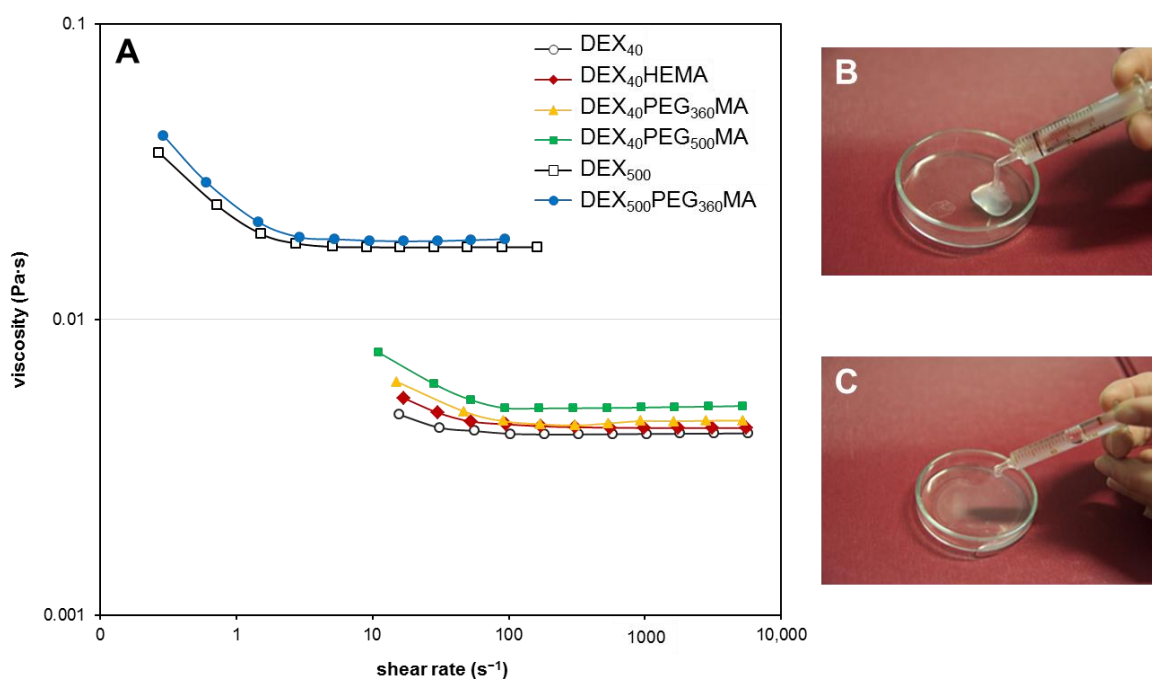 A
0.1
0.01
0.001
viscosity (Pa·s)
DEX₄₀
DEX₄₀HEMA
DEX₄₀PEG₃₆₀MA
DEX₄₀PEG₅₀₀MA
DEX₅₀₀
DEX₅₀₀PEG₃₆₀MA
0 1 10 100 1000 10,000
shear rate (s⁻¹)
B
C